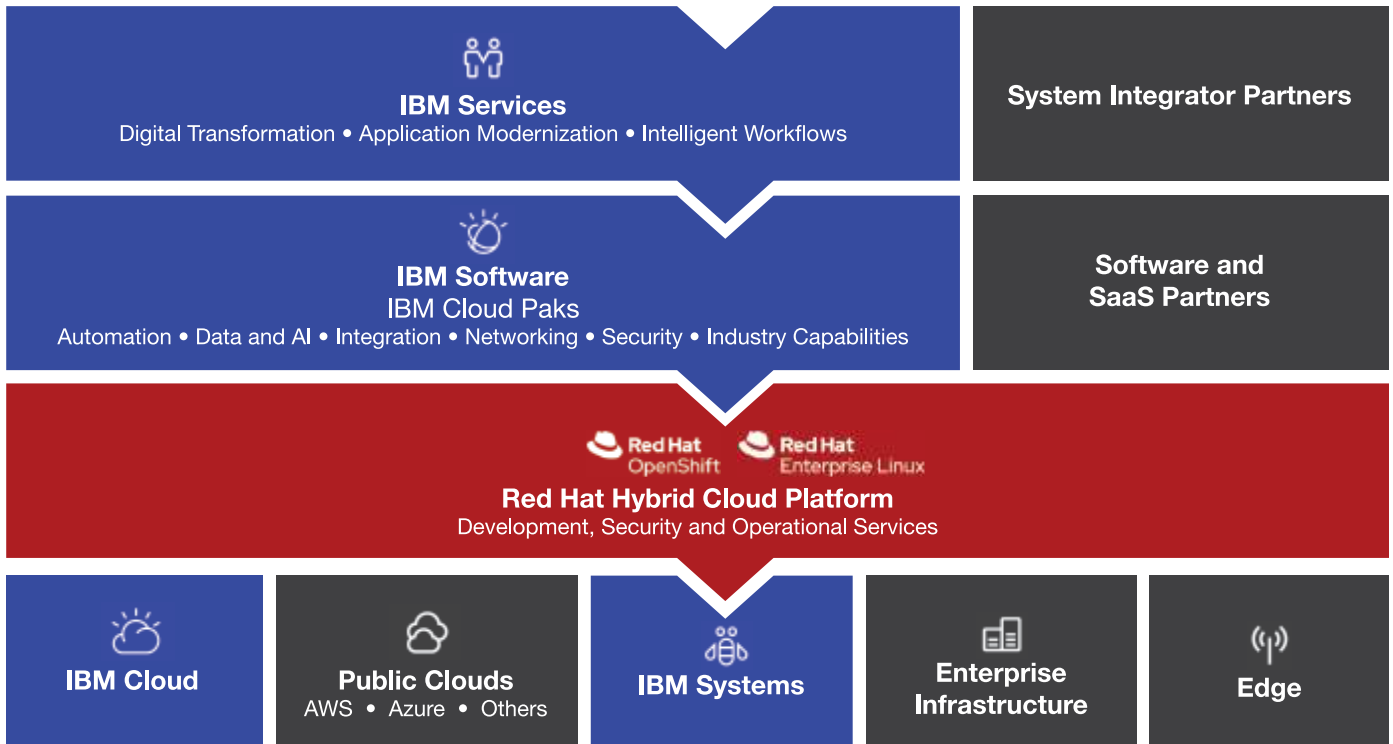 IBM Services
Digital Transformation • Application Modernization • Intelligent Workflows
System Integrator Partners
IBM Software
IBM Cloud Paks
Automation • Data and AI • Integration • Networking • Security • Industry Capabilities
Software and
SaaS Partners
Red Hat
OpenShift
Red Hat
Enterprise Linux
Red Hat Hybrid Cloud Platform
Development, Security and Operational Services
IBM Cloud
Public Clouds
AWS • Azure • Others
IBM Systems
Enterprise
Infrastructure
Edge